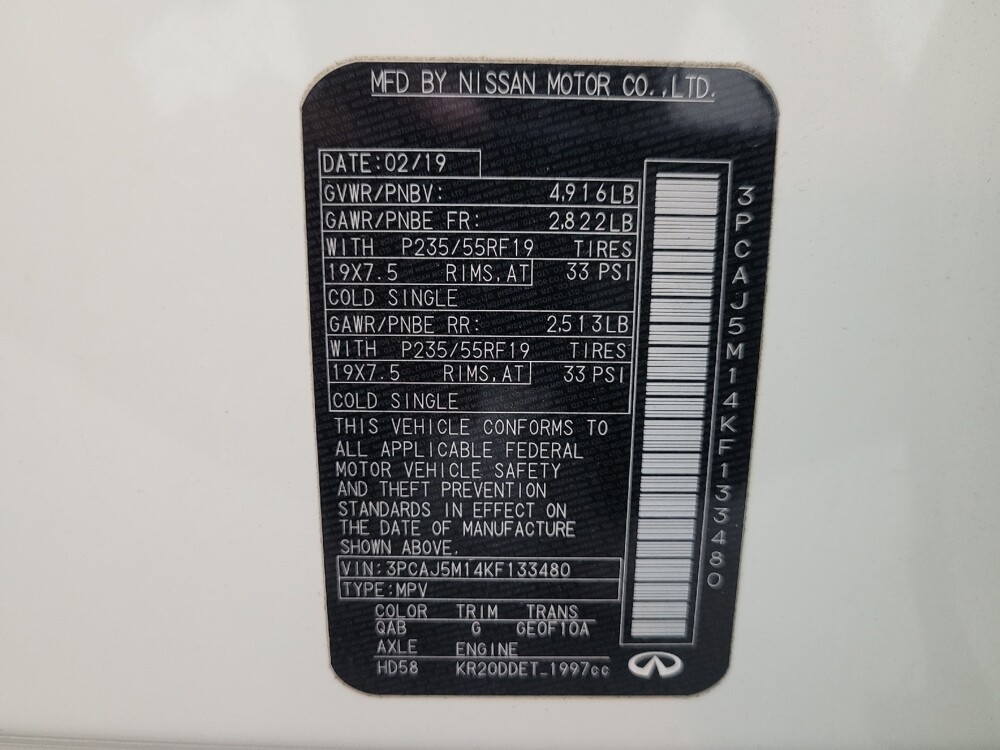 MFD BY NISSAN MOTOR CO.,LTD.
DATE:02/19
GVWR/PNBV: 4,916LB
GAWR/PNBE FR: 2,822LB
WITH P235/55RF19 TIRES
19X7.5 RIMS,AT 33 PSI
COLD SINGLE
GAWR/PNBE RR: 2,513LB
WITH P235/55RF19 TIRES
19X7.5 RIMS,AT 33 PSI
COLD SINGLE
THIS VEHICLE CONFORMS TO
ALL APPLICABLE FEDERAL
MOTOR VEHICLE SAFETY
AND THEFT PREVENTION
STANDARDS IN EFFECT ON
THE DATE OF MANUFACTURE
SHOWN ABOVE.
VIN:3PCAJ5M14KF133480
TYPE:MPV
COLOR TRIM TRANS
QAB G GE0F10A
AXLE ENGINE
HD58 KR20DDET_1997cc
3PCAJ5M14KF133480